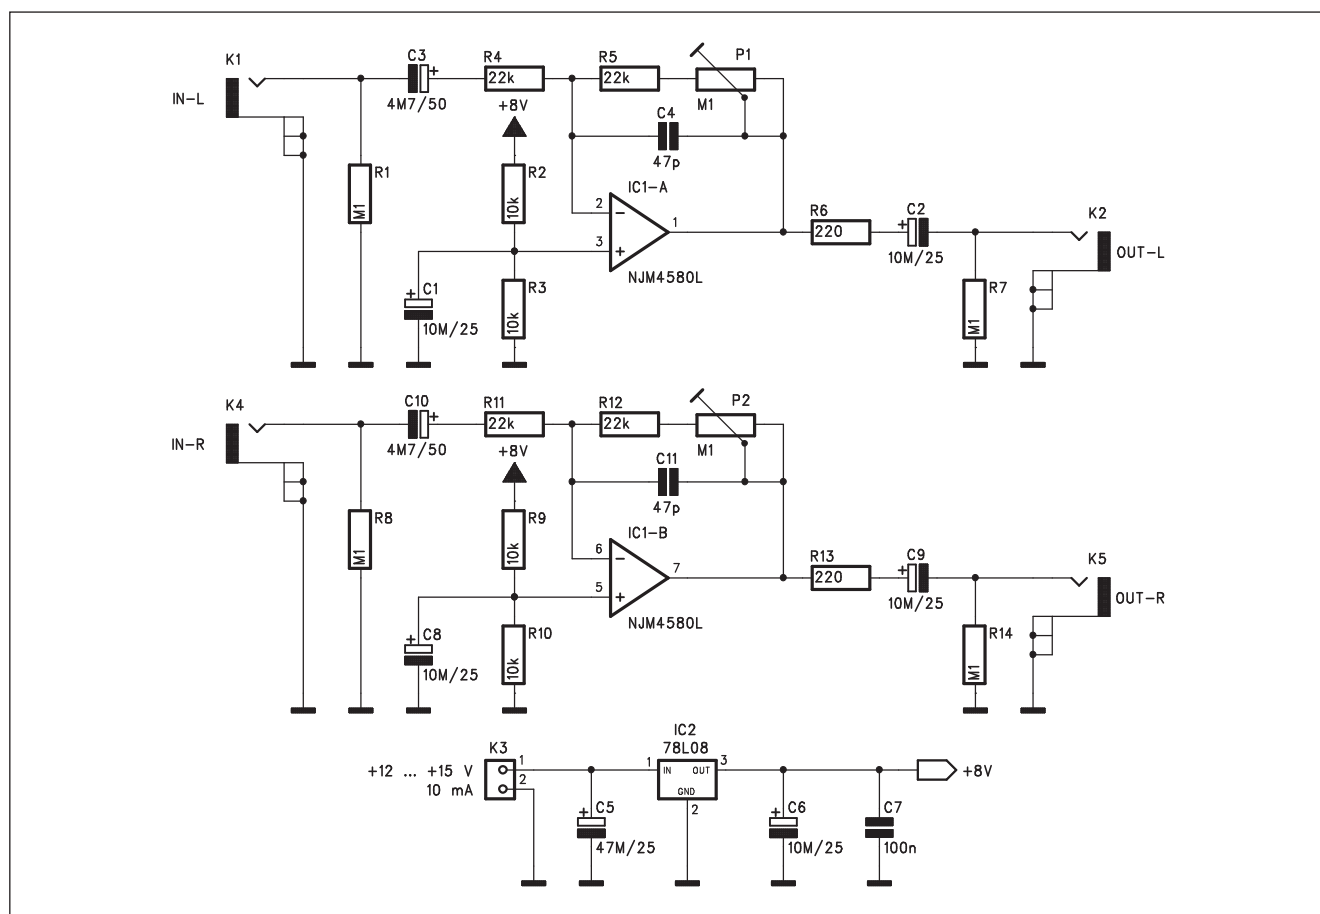 K1
C3
+
R4
R5
P1
22k
22k
IN-L
4M7/50
+8V
M1
C4
47p
R1
R2
IC1-A
M1
10k
2
−
1
R6
C2
K2
3
+
220
+
10M/25
OUT-L
NJM4580L
+
C1
R3
R7
10M/25
10k
M1
K4
C10
+
R11
R12
P2
22k
22k
IN-R
4M7/50
+8V
M1
C11
47p
R8
R9
IC1-B
M1
10k
6
−
7
R13
C9
K5
5
+
220
+
10M/25
OUT-R
NJM4580L
+
C8
R10
R14
10M/25
10k
M1
IC2
K3
78L08
+12 ... +15 V
1
1
IN
OUT
3
+8V
10 mA
2
GND
2
+
C5
+
C6
C7
47M/25
10M/25
100n